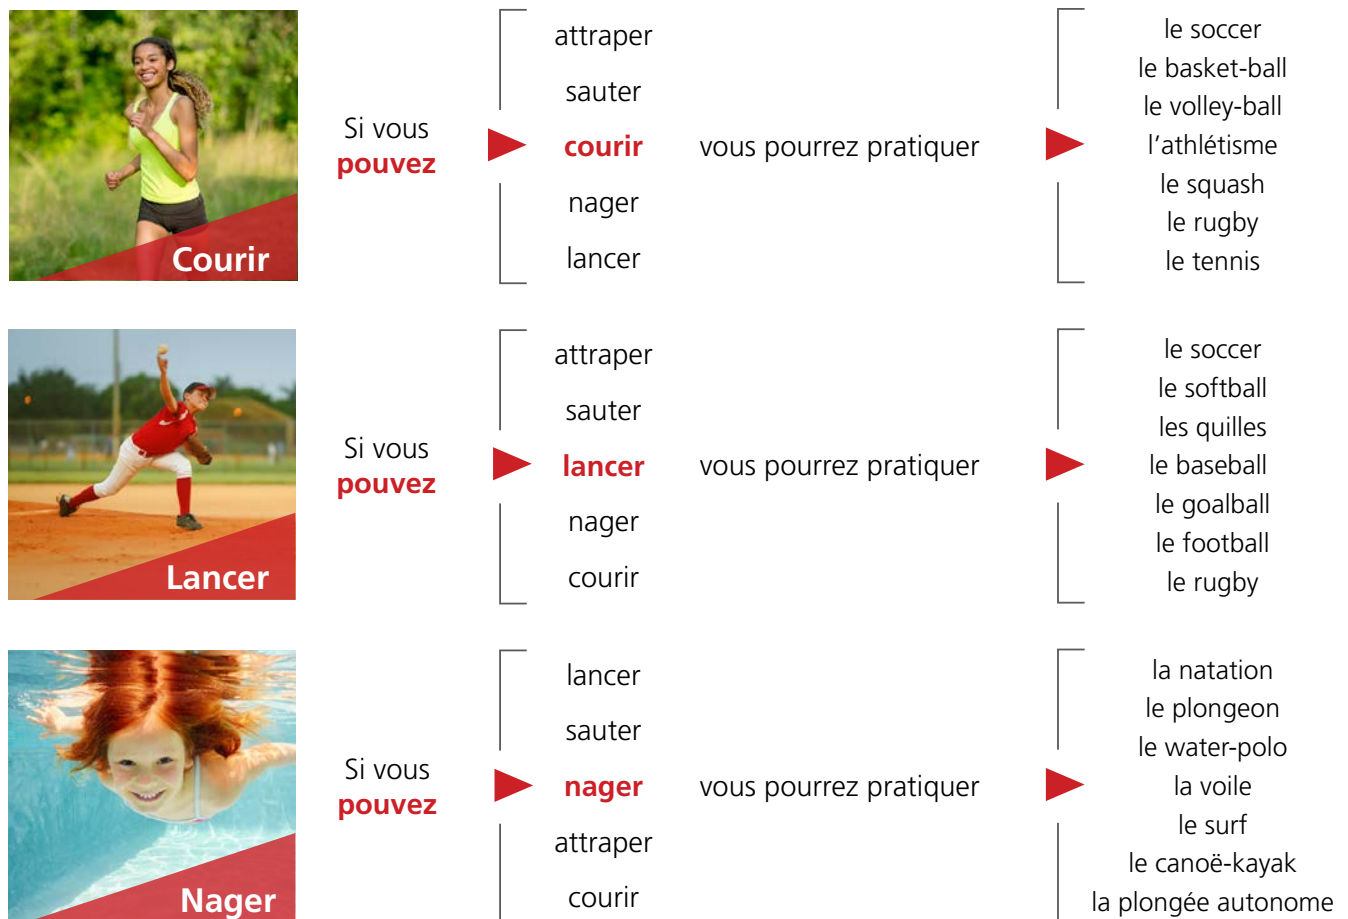 Courir
Si vous
pouvez
attraper
sauter
courir
nager
lancer
vous pourrez pratiquer
le soccer
le basket-ball
le volley-ball
l'athlétisme
le squash
le rugby
le tennis
Lancer
Si vous
pouvez
attraper
sauter
lancer
nager
courir
vous pourrez pratiquer
le soccer
le softball
les quilles
le baseball
le goalball
le football
le rugby
Nager
Si vous
pouvez
lancer
sauter
nager
attraper
courir
vous pourrez pratiquer
la natation
le plongeon
le water-polo
la voile
le surf
le canoë-kayak
la plongée autonome